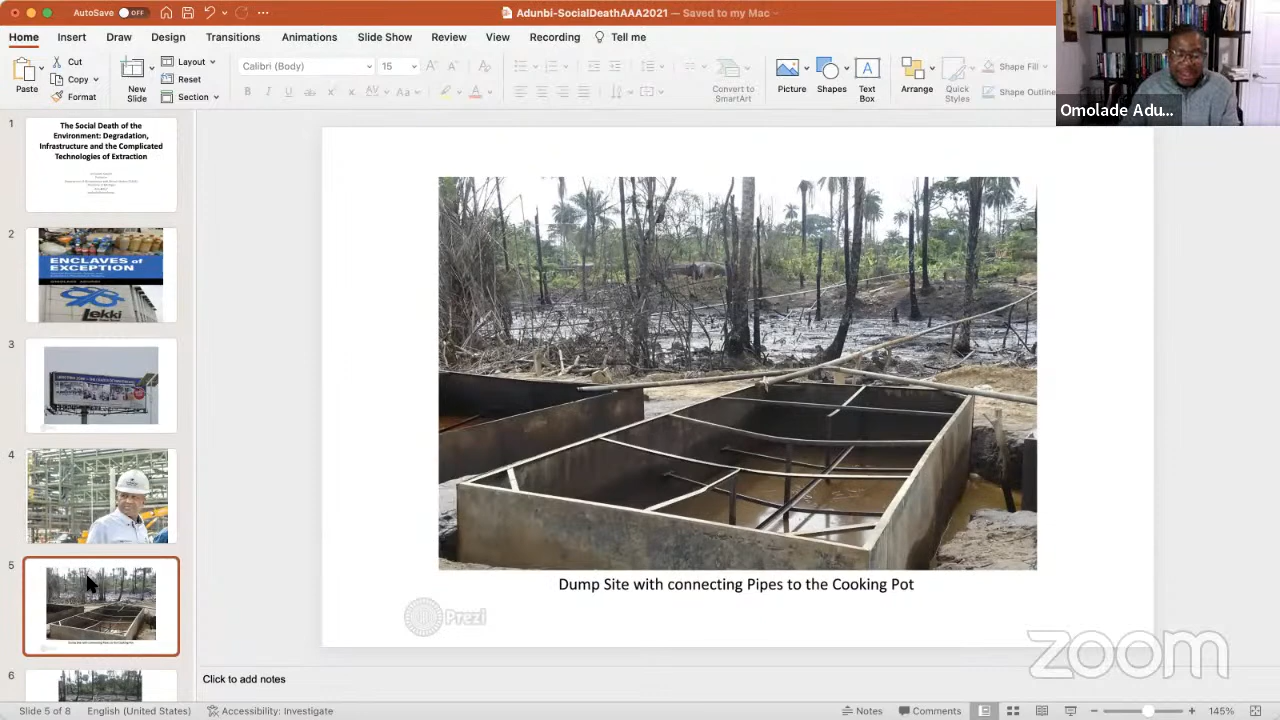 AutoSave OFF
Adunbi-SocialDeathAAA2021 — Saved to my Mac
Home Insert Draw Design Transitions Animations Slide Show Review View Recording Tell me
Paste
Cut
Copy
Format
New
Slide
Layout
Reset
Section
Calibri (Body) 15
Convert to
SmartArt
Picture
Shapes
Text
Box
Arrange
Quick
Styles
Shape Fill
Shape Outline
Omolade Adu...
1
The Social Death of the
Environment: Degradation,
Infrastructure and the Complicated
Technologies of Extraction
2
ENCLAVES of
EXCEPTION
Lekki
3
4
5
6
Dump Site with connecting Pipes to the Cooking Pot
Prezi
zoom
Click to add notes
Slide 5 of 8 English (United States) Accessibility: Investigate Notes Comments 145%